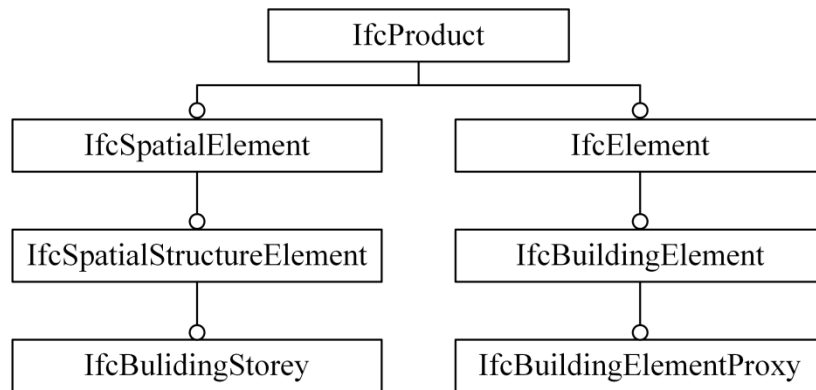 IfcProduct
IfcSpatialElement
IfcElement
IfcSpatialStructureElement
IfcBuildingElement
IfcBulidingStorey
IfcBuildingElementProxy